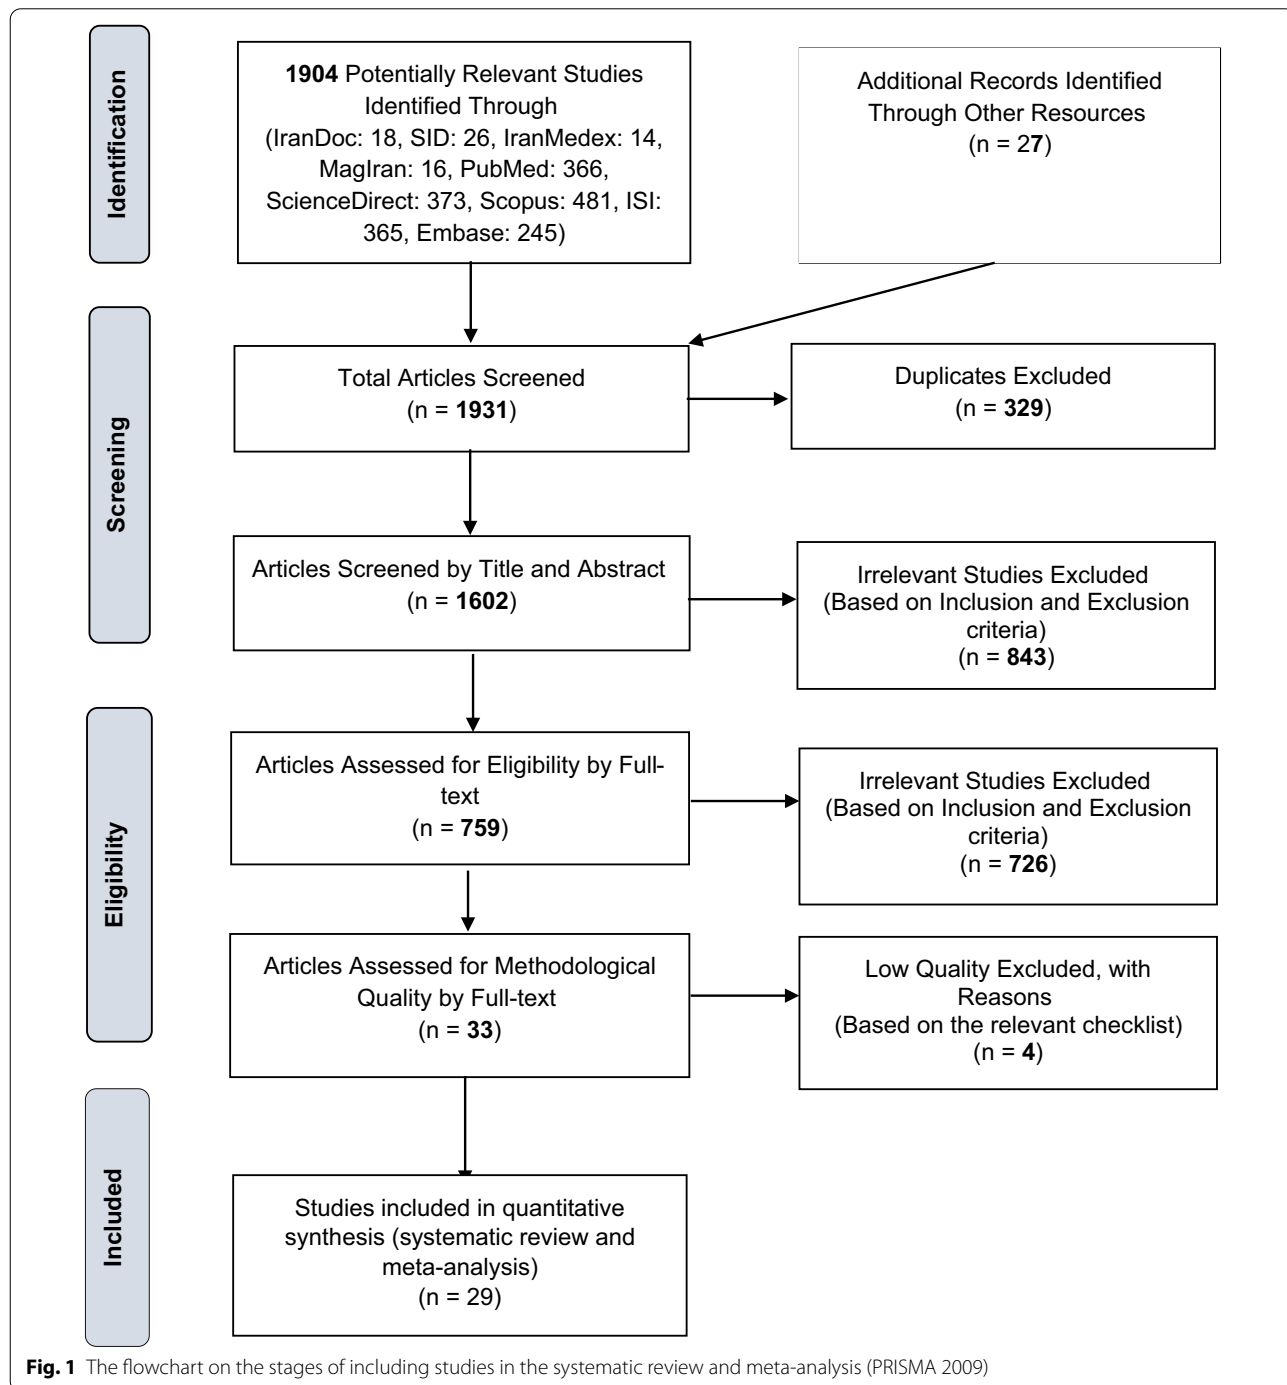 Identification
1904 Potentially Relevant Studies
Identified Through
(IranDoc: 18, SID: 26, IranMedex: 14,
MagIran: 16, PubMed: 366,
ScienceDirect: 373, Scopus: 481, ISI:
365, Embase: 245)
Additional Records Identified
Through Other Resources
(n = 27)
Screening
Total Articles Screened
(n = 1931)
Duplicates Excluded
(n = 329)
Articles Screened by Title and Abstract
(n = 1602)
Irrelevant Studies Excluded
(Based on Inclusion and Exclusion
criteria)
(n = 843)
Eligibility
Articles Assessed for Eligibility by Full-
text
(n = 759)
Irrelevant Studies Excluded
(Based on Inclusion and Exclusion
criteria)
(n = 726)
Articles Assessed for Methodological
Quality by Full-text
(n = 33)
Low Quality Excluded, with
Reasons
(Based on the relevant checklist)
(n = 4)
Included
Studies included in quantitative
synthesis (systematic review and
meta-analysis)
(n = 29)
Fig. 1 The flowchart on the stages of including studies in the systematic review and meta-analysis (PRISMA 2009)